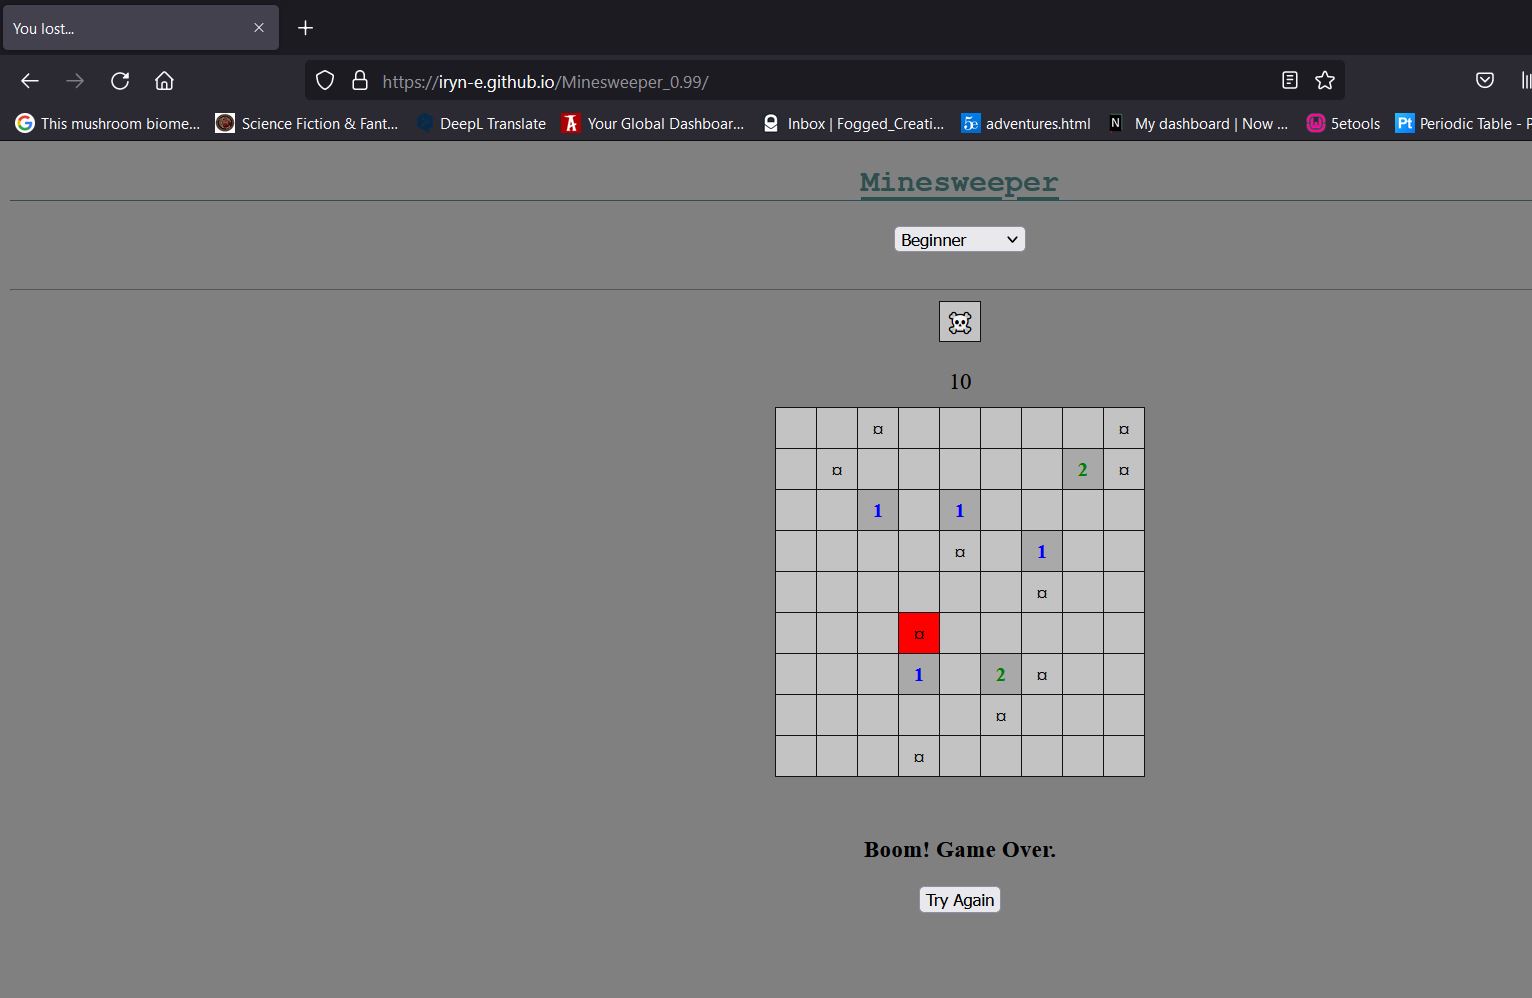 You lost...
https://iryn-e.github.io/Minesweeper_0.99/
This mushroom biome... Science Fiction & Fant... DeepL Translate Your Global Dashboar... Inbox | Fogged_Creati... 5e adventures.html N My dashboard | Now ... 5etools Pt Periodic Table - P
Minesweeper
Beginner
10
¤ ¤
¤ 2 ¤
1 1
¤ 1
¤
¤
1 2 ¤
¤
¤
Boom! Game Over.
Try Again